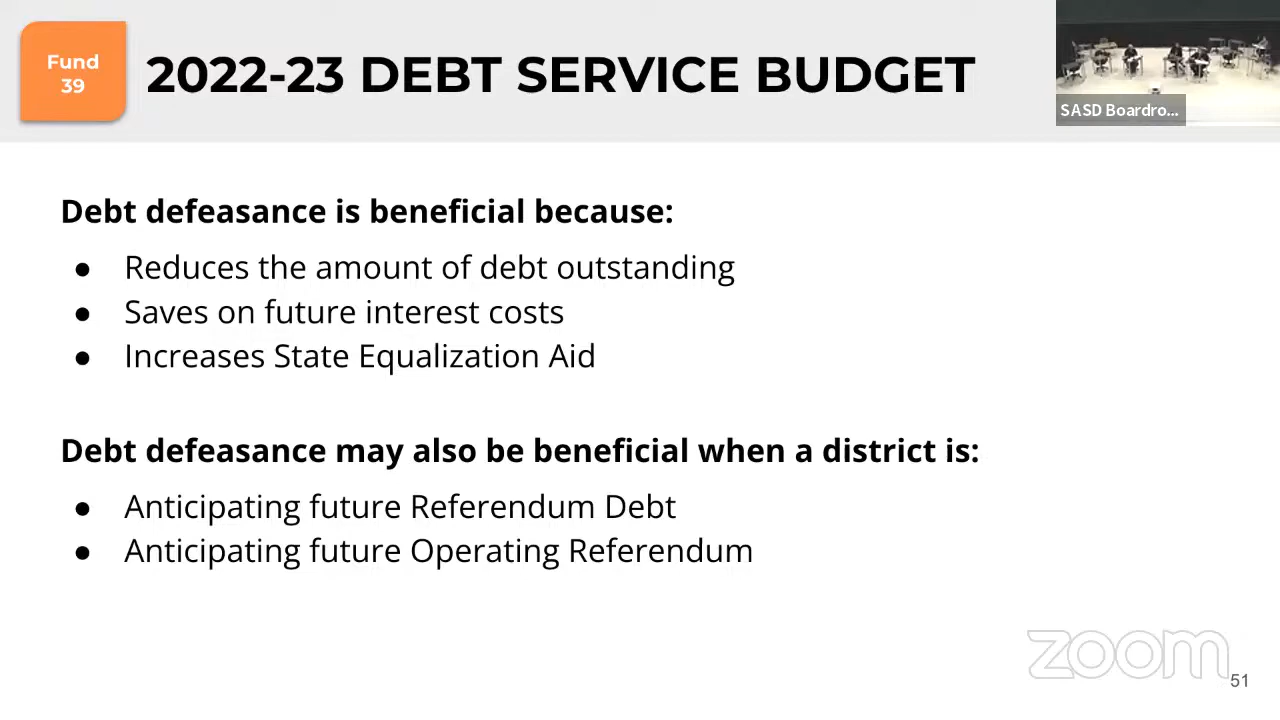 Fund
39
2022-23 DEBT SERVICE BUDGET
SASD Boardro...
Debt defeasance is beneficial because:
● Reduces the amount of debt outstanding
● Saves on future interest costs
● Increases State Equalization Aid
Debt defeasance may also be beneficial when a district is:
● Anticipating future Referendum Debt
● Anticipating future Operating Referendum
zoom
51